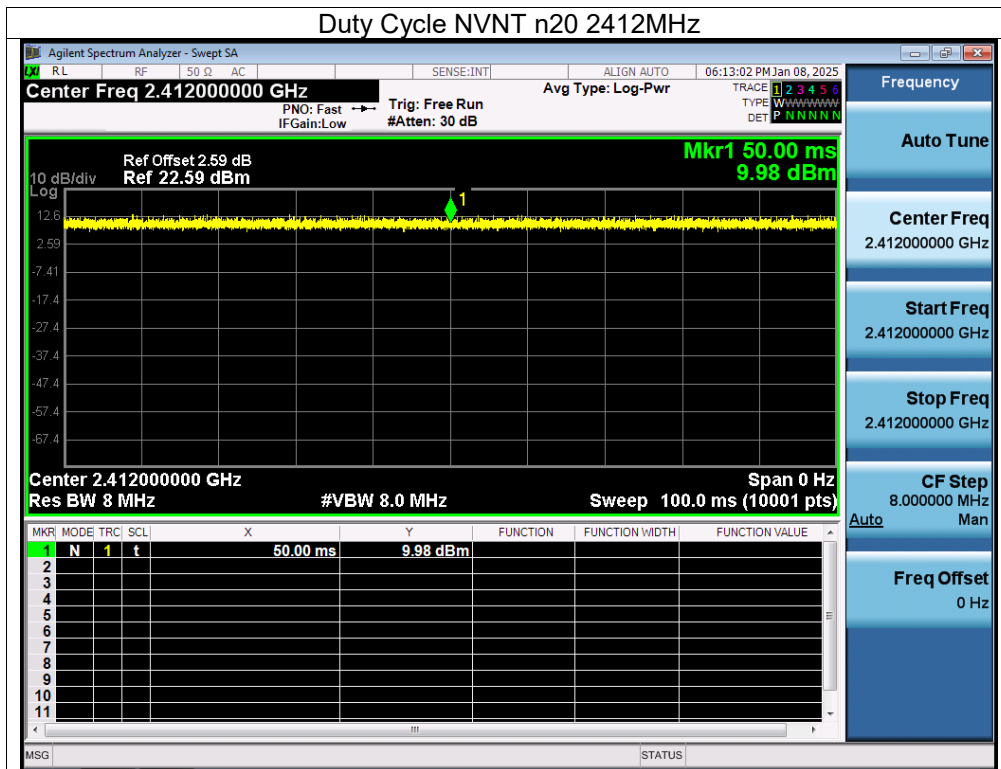 Duty Cycle NVNT n20 2412MHz
Agilent Spectrum Analyzer - Swept SA
LXI RL RF 50 Ω AC SENSE:INT ALIGN AUTO 06:13:02 PM Jan 08, 2025
Center Freq 2.412000000 GHz
PNO: Fast
IFGain:Low
Trig: Free Run
#Atten: 30 dB
Avg Type: Log-Pwr
TRACE 1 2 3 4 5 6
TYPE WWWWWWW
DET P N N N N N
Ref Offset 2.59 dB
10 dB/div Ref 22.59 dBm
Log
Mkr1 50.00 ms
9.98 dBm
1
12.6
2.59
-7.41
-17.4
-27.4
-37.4
-47.4
-57.4
-67.4
Center 2.412000000 GHz Span 0 Hz
Res BW 8 MHz #VBW 8.0 MHz Sweep 100.0 ms (10001 pts)
MKR MODE TRC SCL X Y FUNCTION FUNCTION WIDTH FUNCTION VALUE
1 N 1 t 50.00 ms 9.98 dBm
2
3
4
5
6
7
8
9
10
11
MSG STATUS
Frequency
Auto Tune
Center Freq
2.412000000 GHz
Start Freq
2.412000000 GHz
Stop Freq
2.412000000 GHz
CF Step
8.000000 MHz
Auto Man
Freq Offset
0 Hz